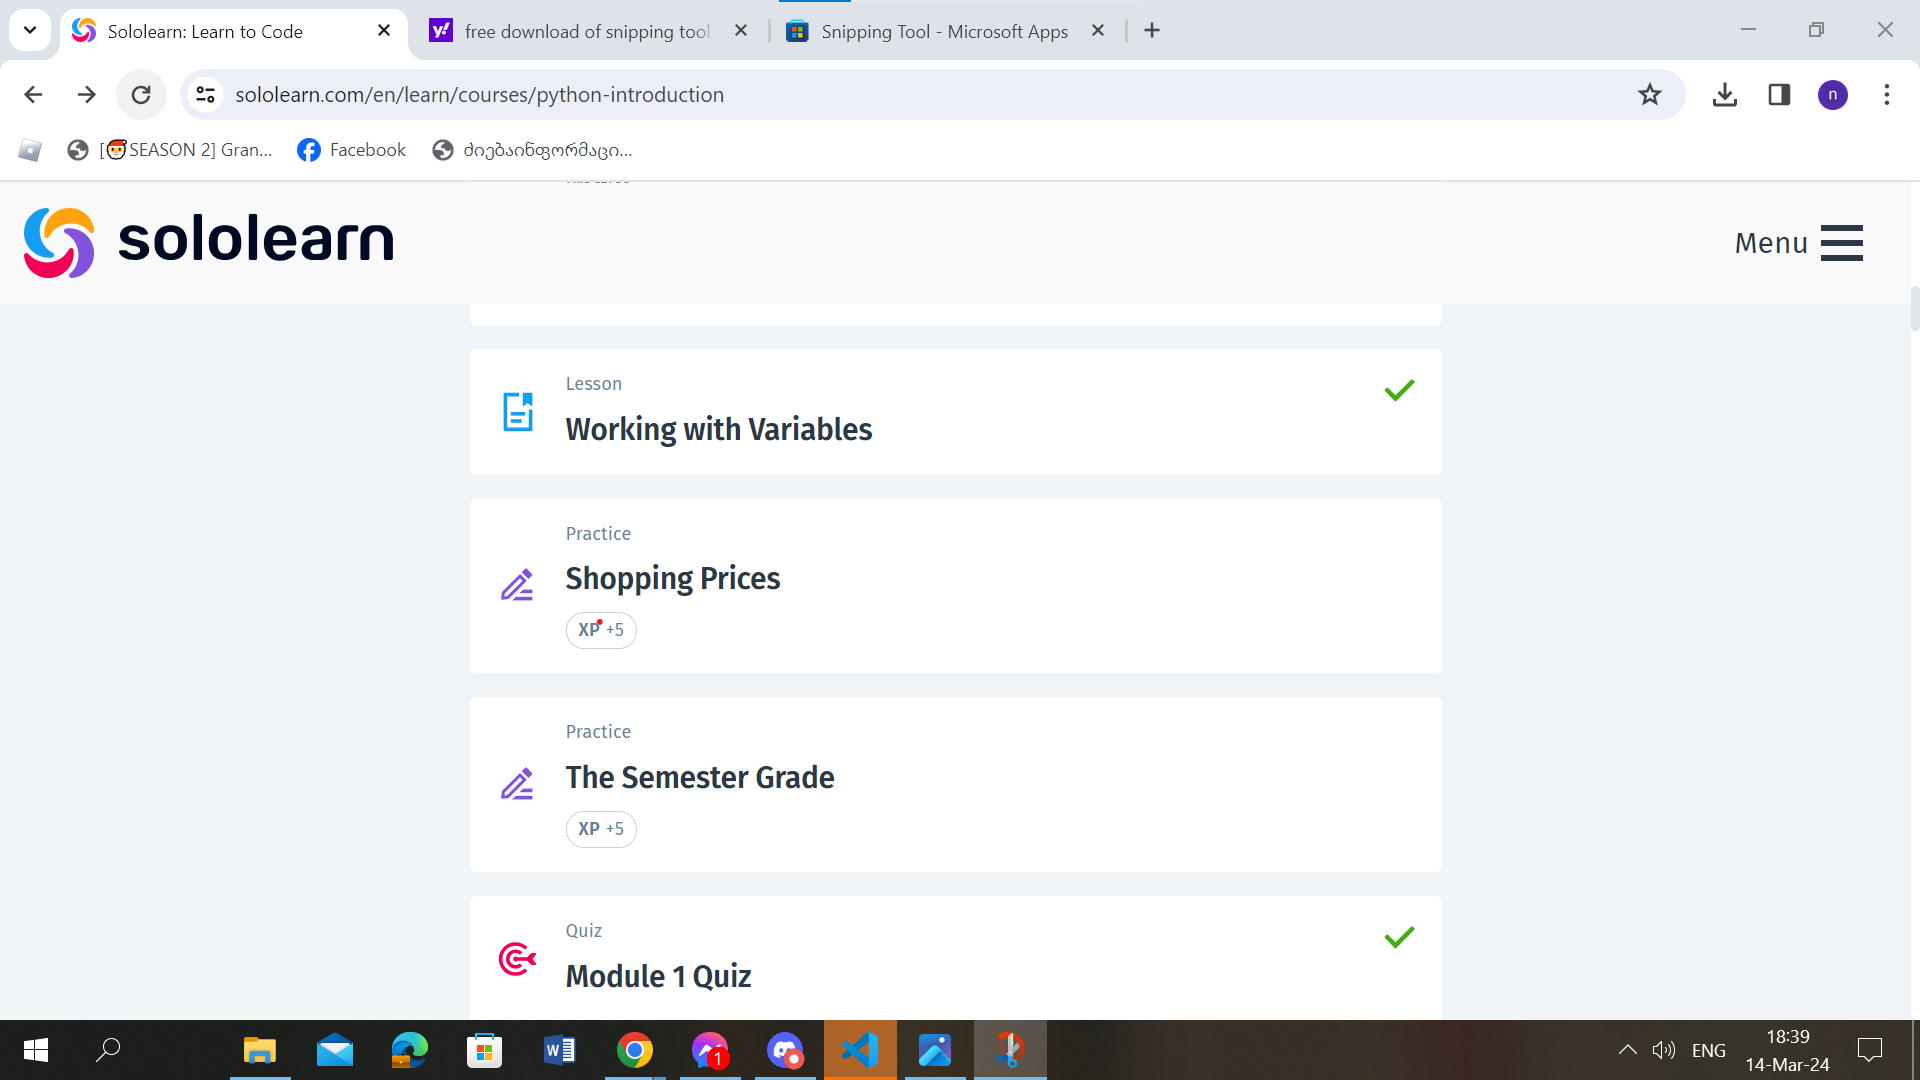 Sololearn: Learn to Code
free download of snipping tool
Snipping Tool - Microsoft Apps
sololearn.com/en/learn/courses/python-introduction
n
[🎅SEASON 2] Gran...
Facebook
ძიებაინფორმაცი...
sololearn
Menu
Lesson
Working with Variables
Practice
Shopping Prices
XP +5
Practice
The Semester Grade
XP +5
Quiz
Module 1 Quiz
1
ENG
18:39
14-Mar-24